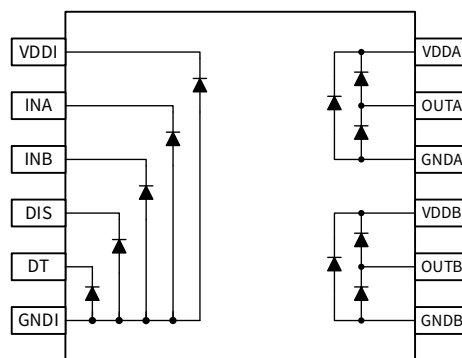 VDDI
INA
INB
DIS
DT
GNDI
VDDA
OUTA
GNDA
VDDB
OUTB
GNDB